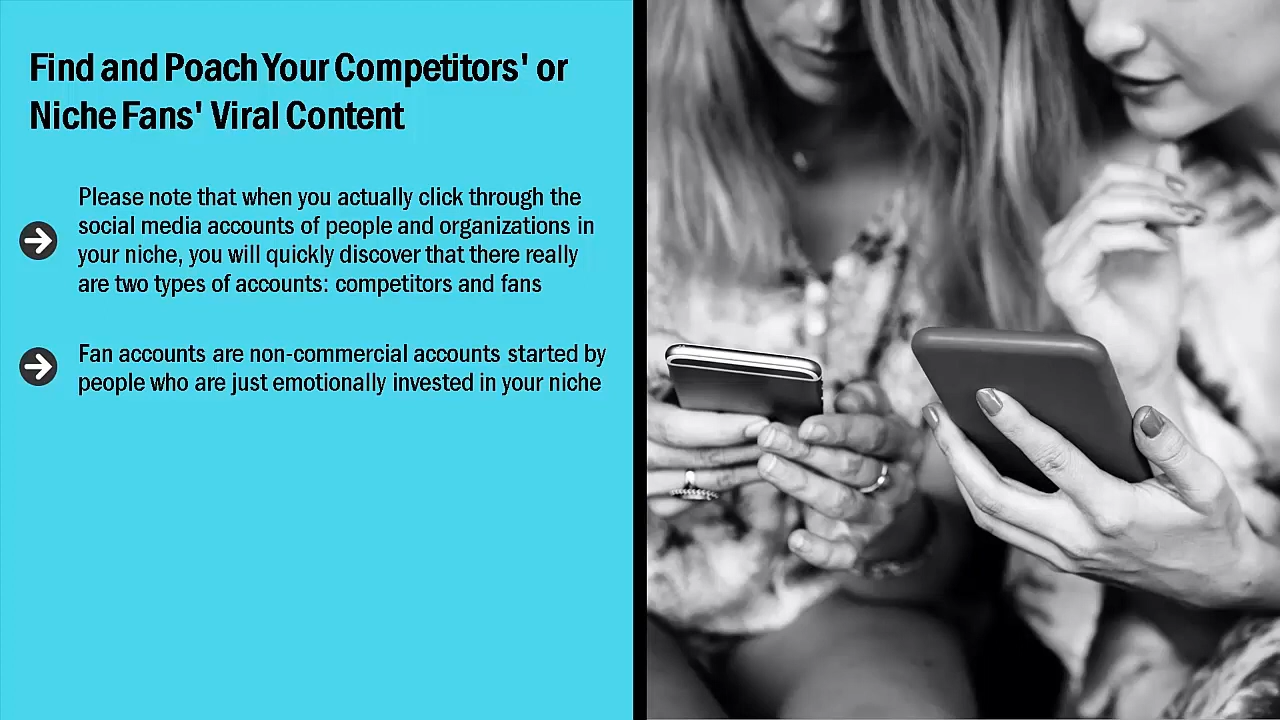 Find and Poach Your Competitors' or
Niche Fans' Viral Content
Please note that when you actually click through the
social media accounts of people and organizations in
your niche, you will quickly discover that there really
are two types of accounts: competitors and fans
Fan accounts are non-commercial accounts started by
people who are just emotionally invested in your niche